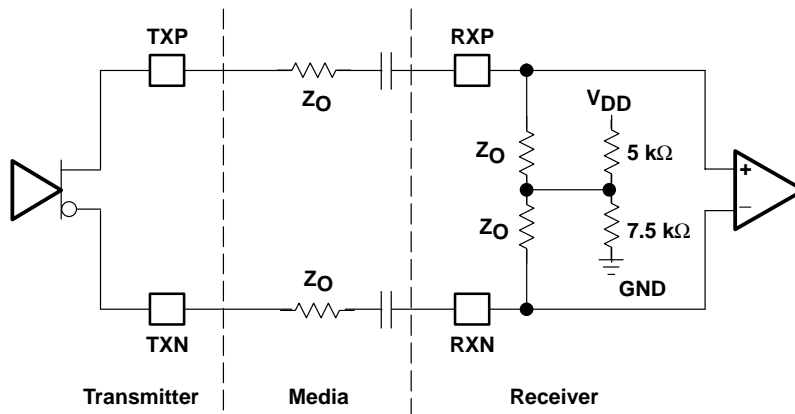 TXP
RXP
ZO
VDD
ZO
5 kΩ
+
−
ZO
7.5 kΩ
ZO
GND
TXN
RXN
Transmitter
Media
Receiver